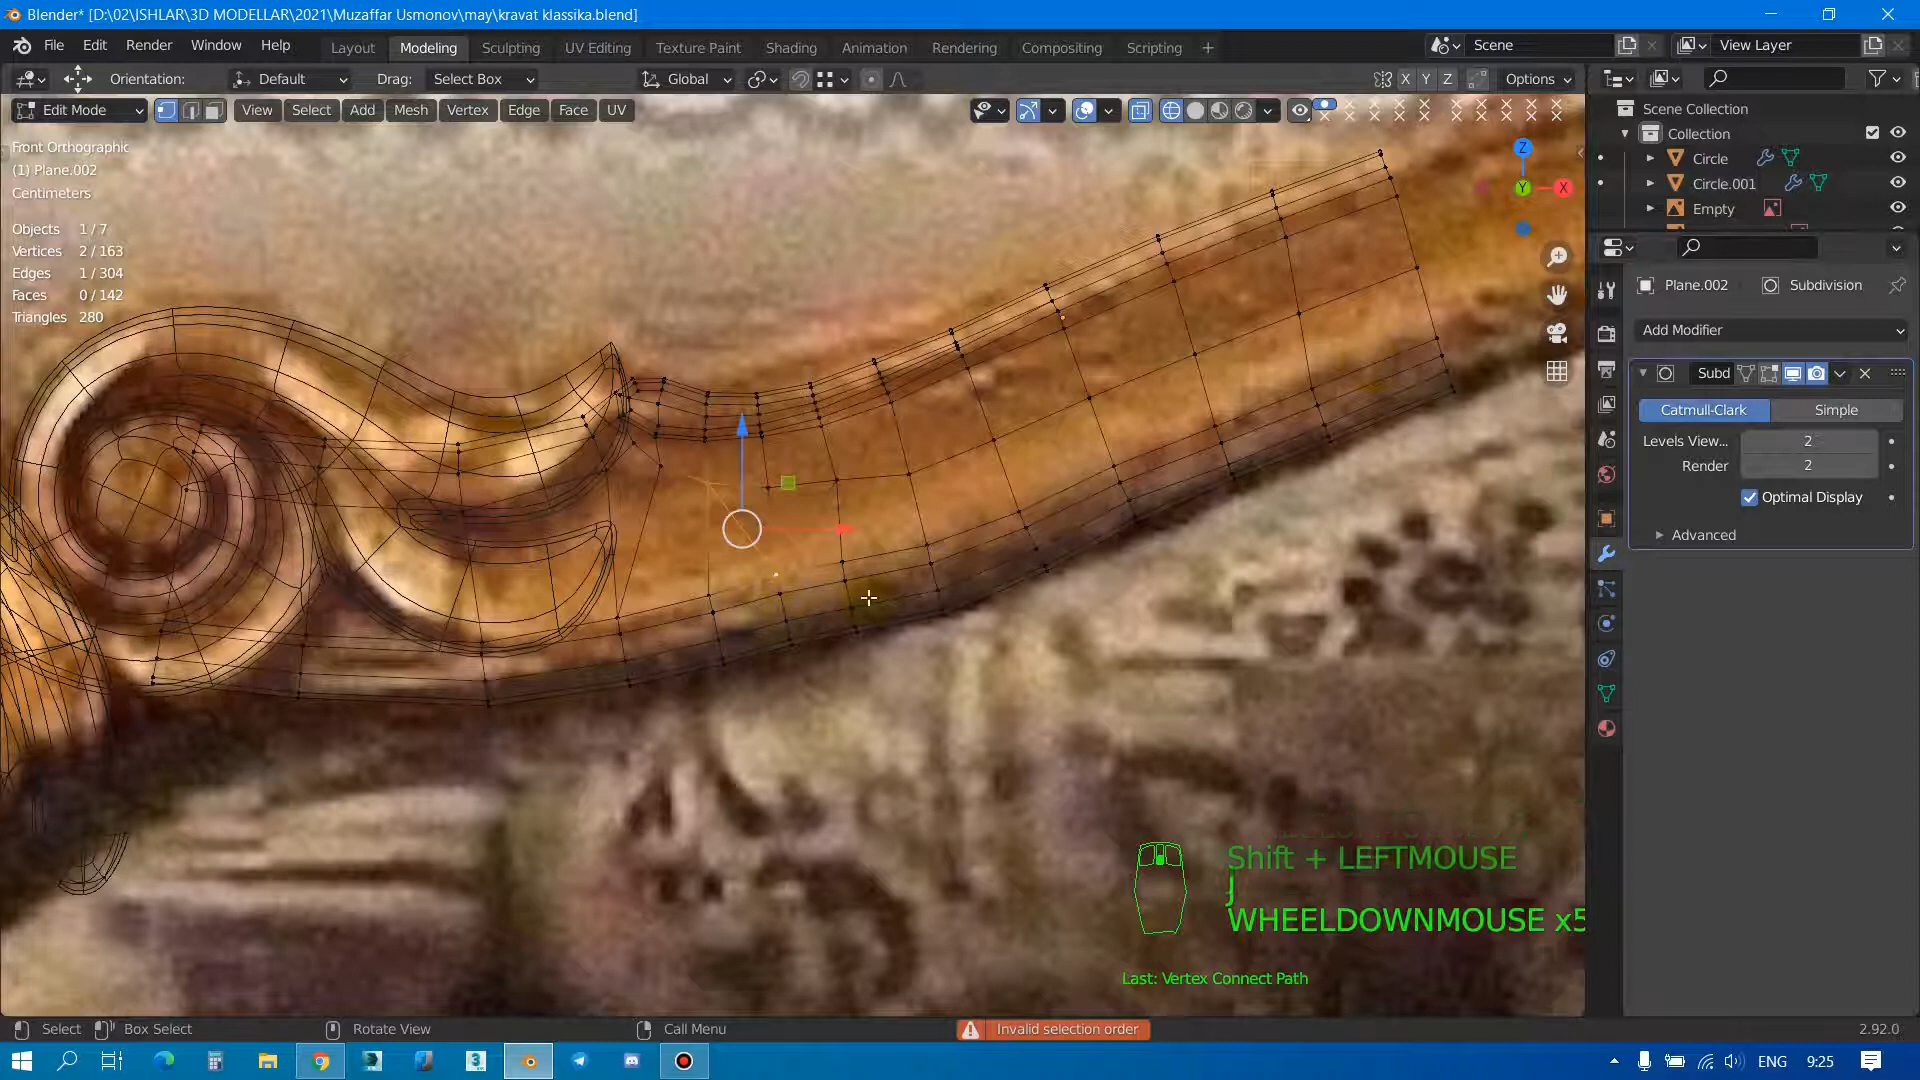 Blender* [D:\02\ISHLAR\3D MODELLAR\2021\Muzaffar Usmonov\may\kravat klassika.blend]
File Edit Render Window Help Layout Modeling Sculpting UV Editing Texture Paint Shading Animation Rendering Compositing Scripting + Scene View Layer
Orientation: Default Drag: Select Box Global X Y Z Options
Edit Mode View Select Add Mesh Vertex Edge Face UV
Scene Collection
Collection
Circle
Circle.001
Empty
Front Orthographic
(1) Plane.002
Centimeters
Objects 1 / 7
Vertices 2 / 163
Edges 1 / 304
Faces 0 / 142
Triangles 280
Z
Y X
Plane.002 Subdivision
Add Modifier
Subd
Catmull-Clark Simple
Levels View... 2
Render 2
Optimal Display
Advanced
Shift + LEFTMOUSE
J
WHEELDOWNMOUSE x5
Last: Vertex Connect Path
Select Box Select Rotate View Call Menu Invalid selection order 2.92.0
ENG 9:25